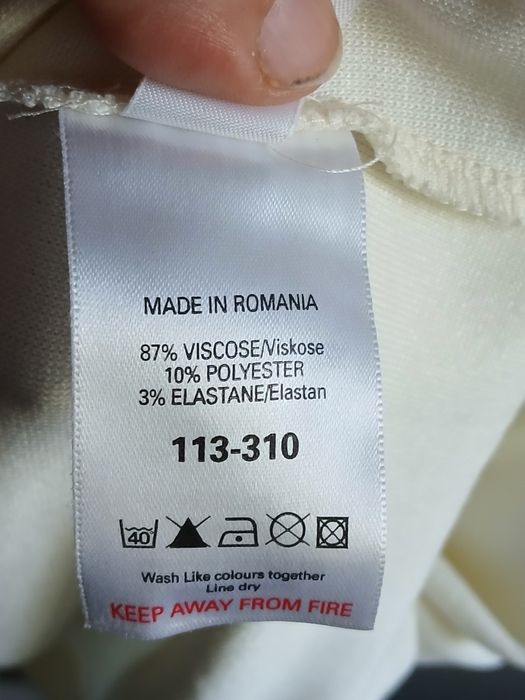 MADE IN ROMANIA
87% VISCOSE/Viskose
10% POLYESTER
3% ELASTANE/Elastan
113-310
40
Wash Like colours together
Line dry
KEEP AWAY FROM FIRE